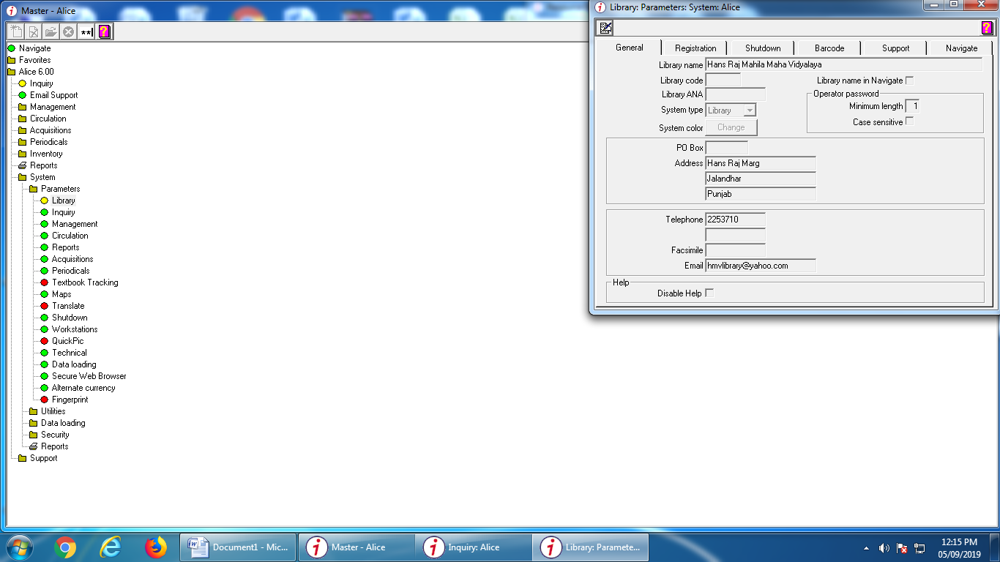 Master - Alice
Navigate
Favorites
Alice 6.00
Inquiry
Email Support
Management
Circulation
Acquisitions
Periodicals
Inventory
Reports
System
Parameters
Library
Inquiry
Management
Circulation
Reports
Acquisitions
Periodicals
Textbook Tracking
Maps
Translate
Shutdown
Workstations
QuickPic
Technical
Data loading
Secure Web Browser
Alternate currency
Fingerprint
Utilities
Data loading
Security
Reports
Support
Library: Parameters: System: Alice
General Registration Shutdown Barcode Support Navigate
Library name Hans Raj Mahila Maha Vidyalaya
Library code Library name in Navigate
Library ANA Operator password
System type Library Minimum length 1
System color Change Case sensitive
PO Box
Address Hans Raj Marg
Jalandhar
Punjab
Telephone 2253710
Facsimile
Email hmvlibrary@yahoo.com
Help
Disable Help
Document1 - Mic... Master - Alice Inquiry: Alice Library: Paramete... 12:15 PM
05/09/2019